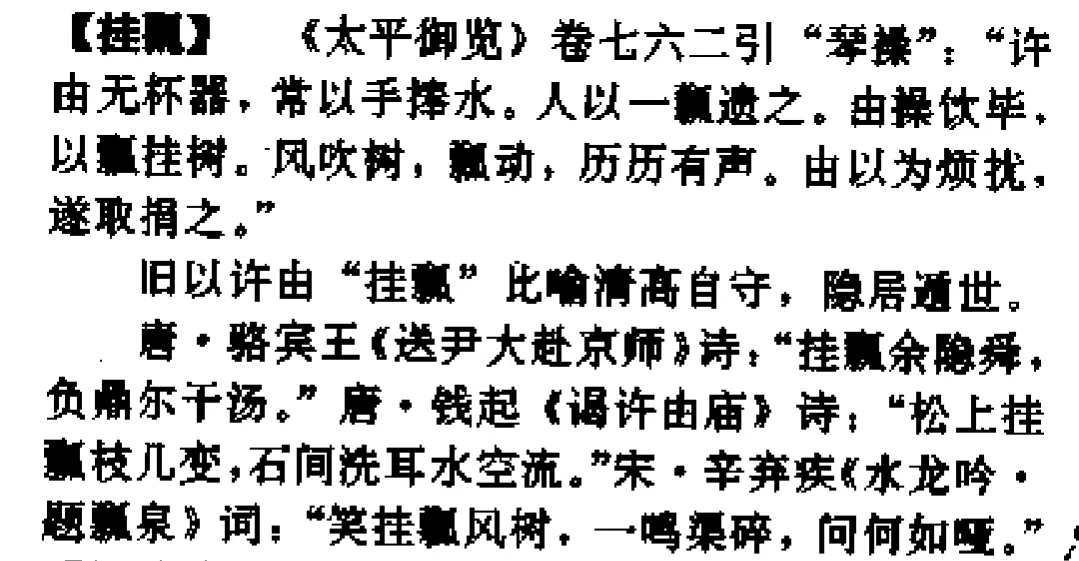 【挂瓢】 《太平御览》卷七六二引“琴操”：“许
由无杯器，常以手捧水。人以一瓢遗之。由操饮毕，
以瓢挂树。风吹树，瓢动，历历有声。由以为烦扰，
遂取捐之。”
旧以许由“挂瓢”比喻清高自守，隐居遁世。
唐·骆宾王《送尹大赴京师》诗：“挂瓢余隐舜，
负鼎尔干汤。”唐·钱起《谒许由庙》诗：“松上挂
瓢枝几变，石间洗耳水空流。”宋·辛弃疾《水龙吟·
题瓢泉》词：“笑挂瓢风树，一鸣渠碎，问何如哑。”